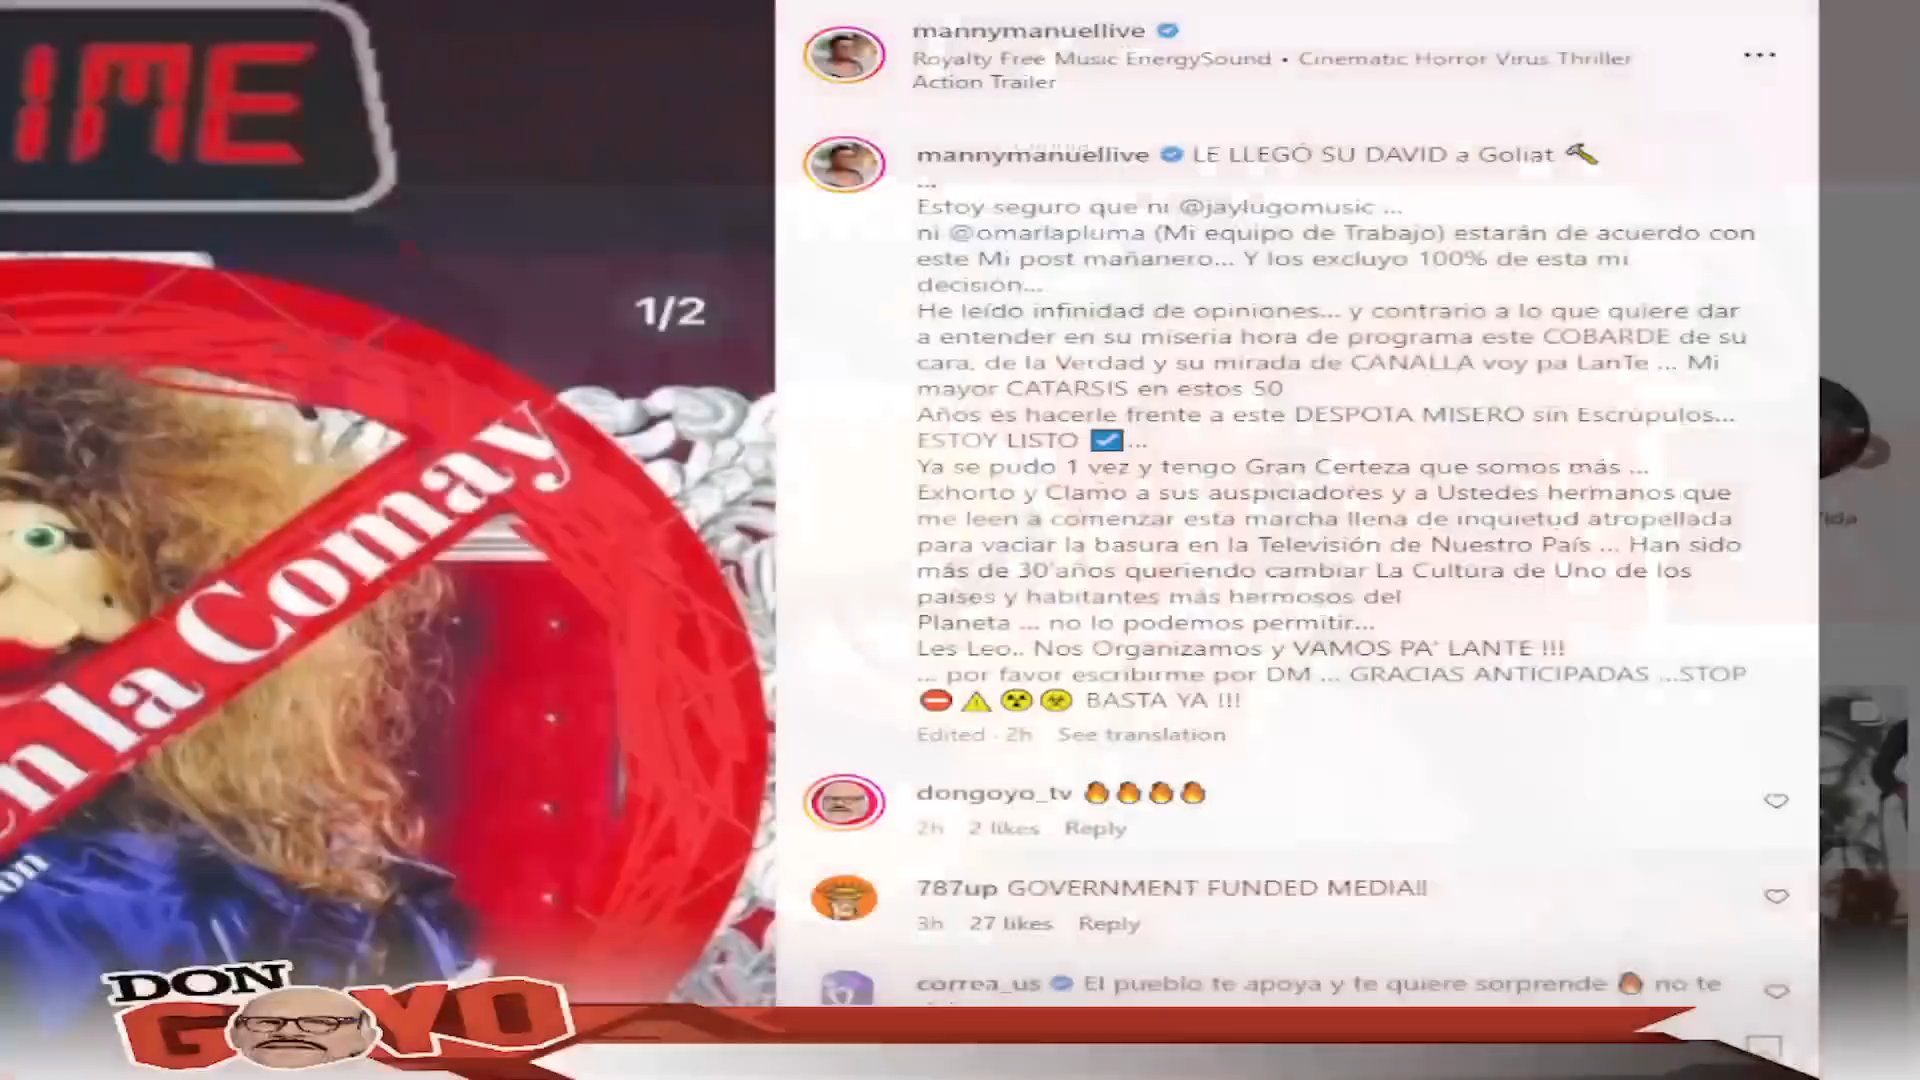 IME
1/2
en la Comay
on
DON
GOYO
mannymanuellive
Royalty Free Music EnergySound • Cinematic Horror Virus Thriller
Action Trailer
mannymanuellive LE LLEGÓ SU DAVID a Goliat 🔨
...
Estoy seguro que ni @jaylugomusic ...
ni @omarlapluma (Mi equipo de Trabajo) estarán de acuerdo con
este Mi post mañanero... Y los excluyo 100% de esta mi
decisión...
He leído infinidad de opiniones... y contrario a lo que quiere dar
a entender en su miseria hora de programa este COBARDE de su
cara, de la Verdad y su mirada de CANALLA voy pa LanTe ... Mi
mayor CATARSIS en estos 50
Años es hacerle frente a este DESPOTA MISERO sin Escrúpulos...
ESTOY LISTO ☑️...
Ya se pudo 1 vez y tengo Gran Certeza que somos más ...
Exhorto y Clamo a sus auspiciadores y a Ustedes hermanos que
me leen a comenzar esta marcha llena de inquietud atropellada
para vaciar la basura en la Televisión de Nuestro País ... Han sido
más de 30'años queriendo cambiar La Cultura de Uno de los
países y habitantes más hermosos del
Planeta ... no lo podemos permitir...
Les Leo.. Nos Organizamos y VAMOS PA' LANTE !!!
... por favor escribirme por DM ... GRACIAS ANTICIPADAS ...STOP
⛔⚠️☢️☣️ BASTA YA !!!
Edited · 2h See translation
dongoyo_tv 🔥🔥🔥🔥
2h 2 likes Reply
787up GOVERNMENT FUNDED MEDIA!!
3h 27 likes Reply
correa_us El pueblo te apoya y te quiere sorprende 🔥 no te